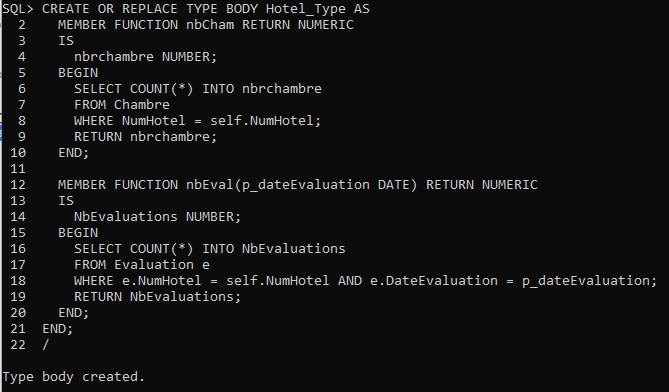 SQL> CREATE OR REPLACE TYPE BODY Hotel_Type AS
  2    MEMBER FUNCTION nbCham RETURN NUMERIC
  3    IS
  4      nbrchambre NUMBER;
  5    BEGIN
  6      SELECT COUNT(*) INTO nbrchambre
  7      FROM Chambre
  8      WHERE NumHotel = self.NumHotel;
  9      RETURN nbrchambre;
 10    END;
 11
 12    MEMBER FUNCTION nbEval(p_dateEvaluation DATE) RETURN NUMERIC
 13    IS
 14      NbEvaluations NUMBER;
 15    BEGIN
 16      SELECT COUNT(*) INTO NbEvaluations
 17      FROM Evaluation e
 18      WHERE e.NumHotel = self.NumHotel AND e.DateEvaluation = p_dateEvaluation;
 19      RETURN NbEvaluations;
 20    END;
 21  END;
 22  /
Type body created.